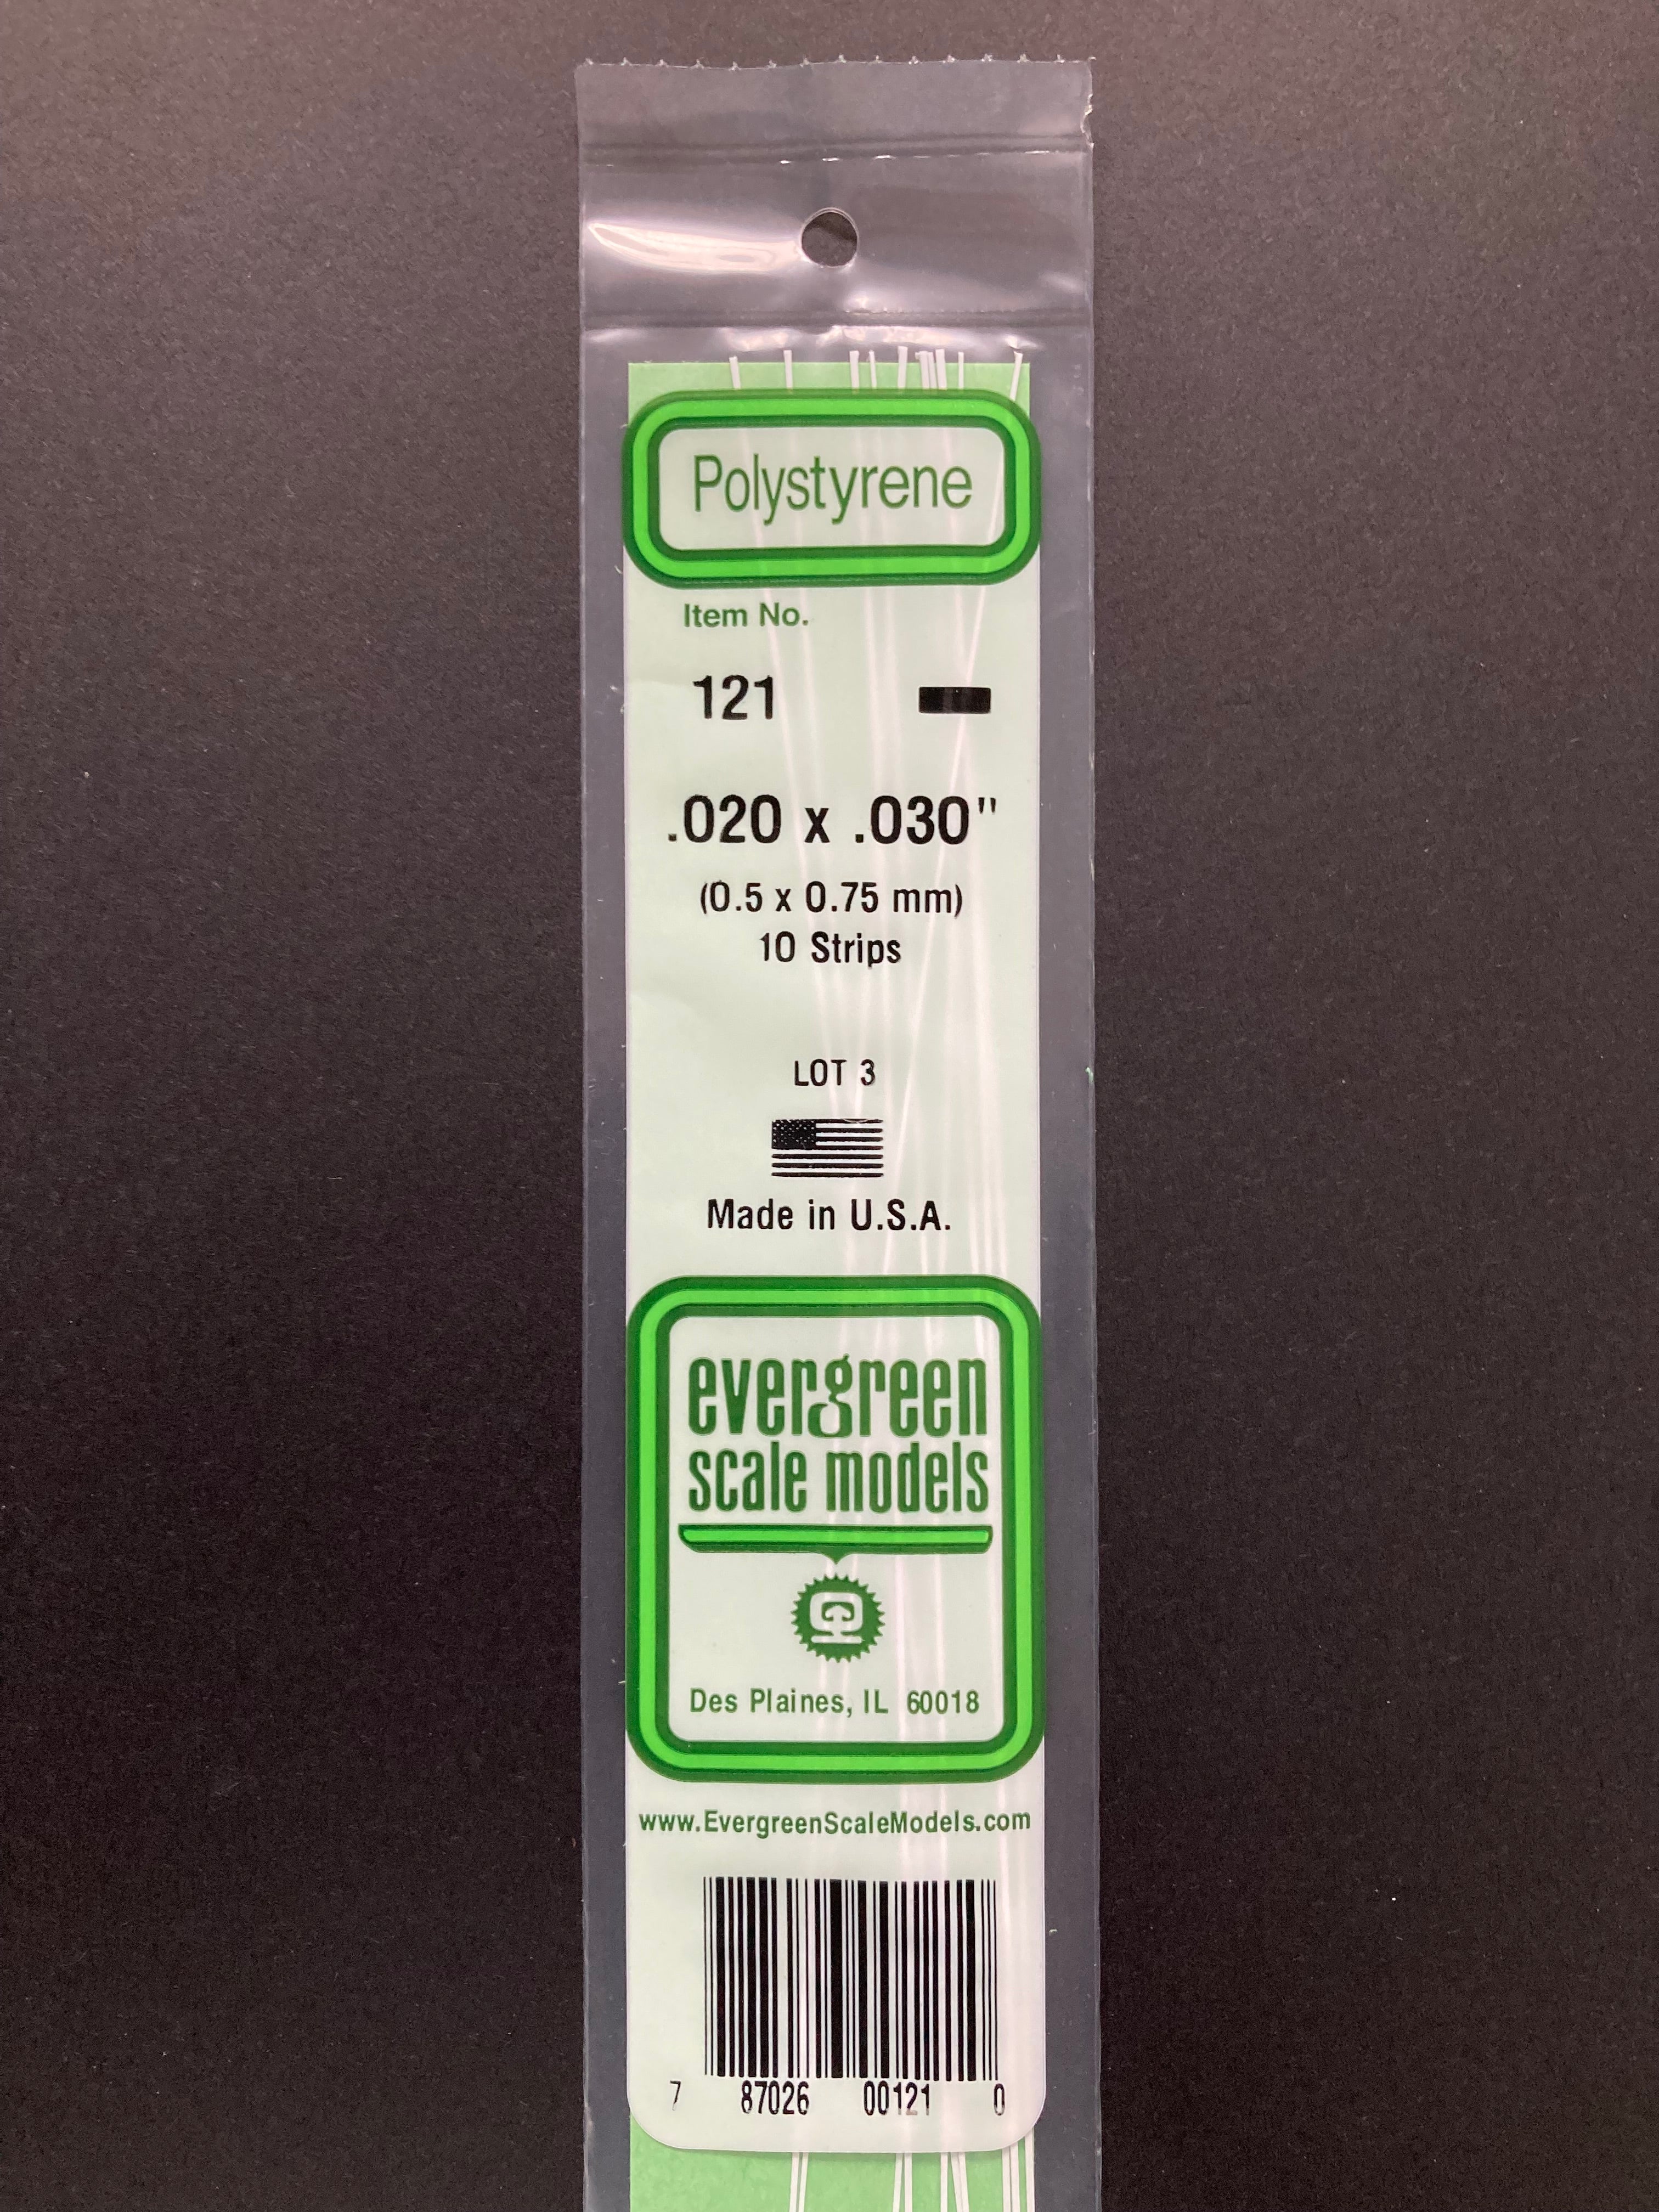 Polystyrene
Item No.
121
.020 x .030"
(0.5 x 0.75 mm)
10 Strips
LOT 3
Made in U.S.A.
evergreen
scale models
Des Plaines, IL 60018
www.EvergreenScaleModels.com
7 87026 00121 0